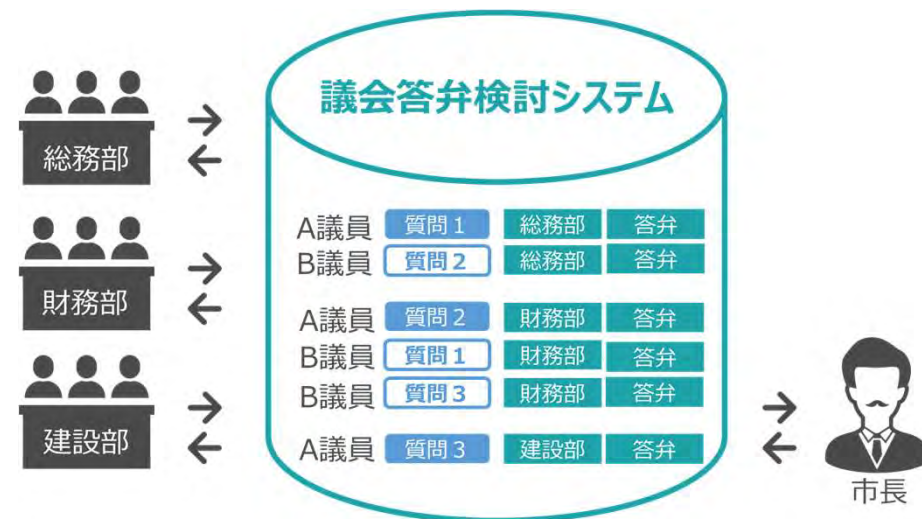 議会答弁検討システム
総務部
財務部
建設部
A議員 質問1 総務部 答弁
B議員 質問2 総務部 答弁
A議員 質問2 財務部 答弁
B議員 質問1 財務部 答弁
B議員 質問3 財務部 答弁
A議員 質問3 建設部 答弁
市長